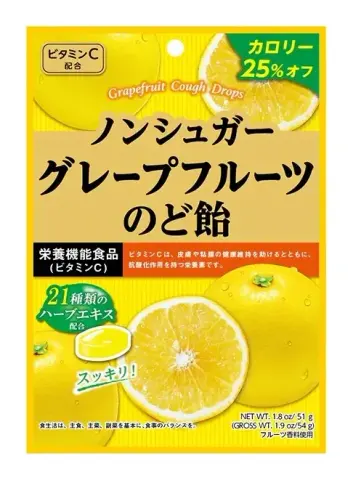 ビタミンC
配合
カロリー
25%オフ
Grapefruit Cough Drops
ノンシュガー
グレープフルーツ
のど飴
栄養機能食品
(ビタミンC)
ビタミンCは、皮膚や粘膜の健康維持を助けるとともに、
抗酸化作用を持つ栄養素です。
21種類の
ハーブエキス
配合
スッキリ!
NET WT. 1.8 oz/ 51 g
(GROSS WT. 1.9 oz/54 g)
フルーツ香料使用
食生活は、主食、主菜、副菜を基本に、食事のバランスを。